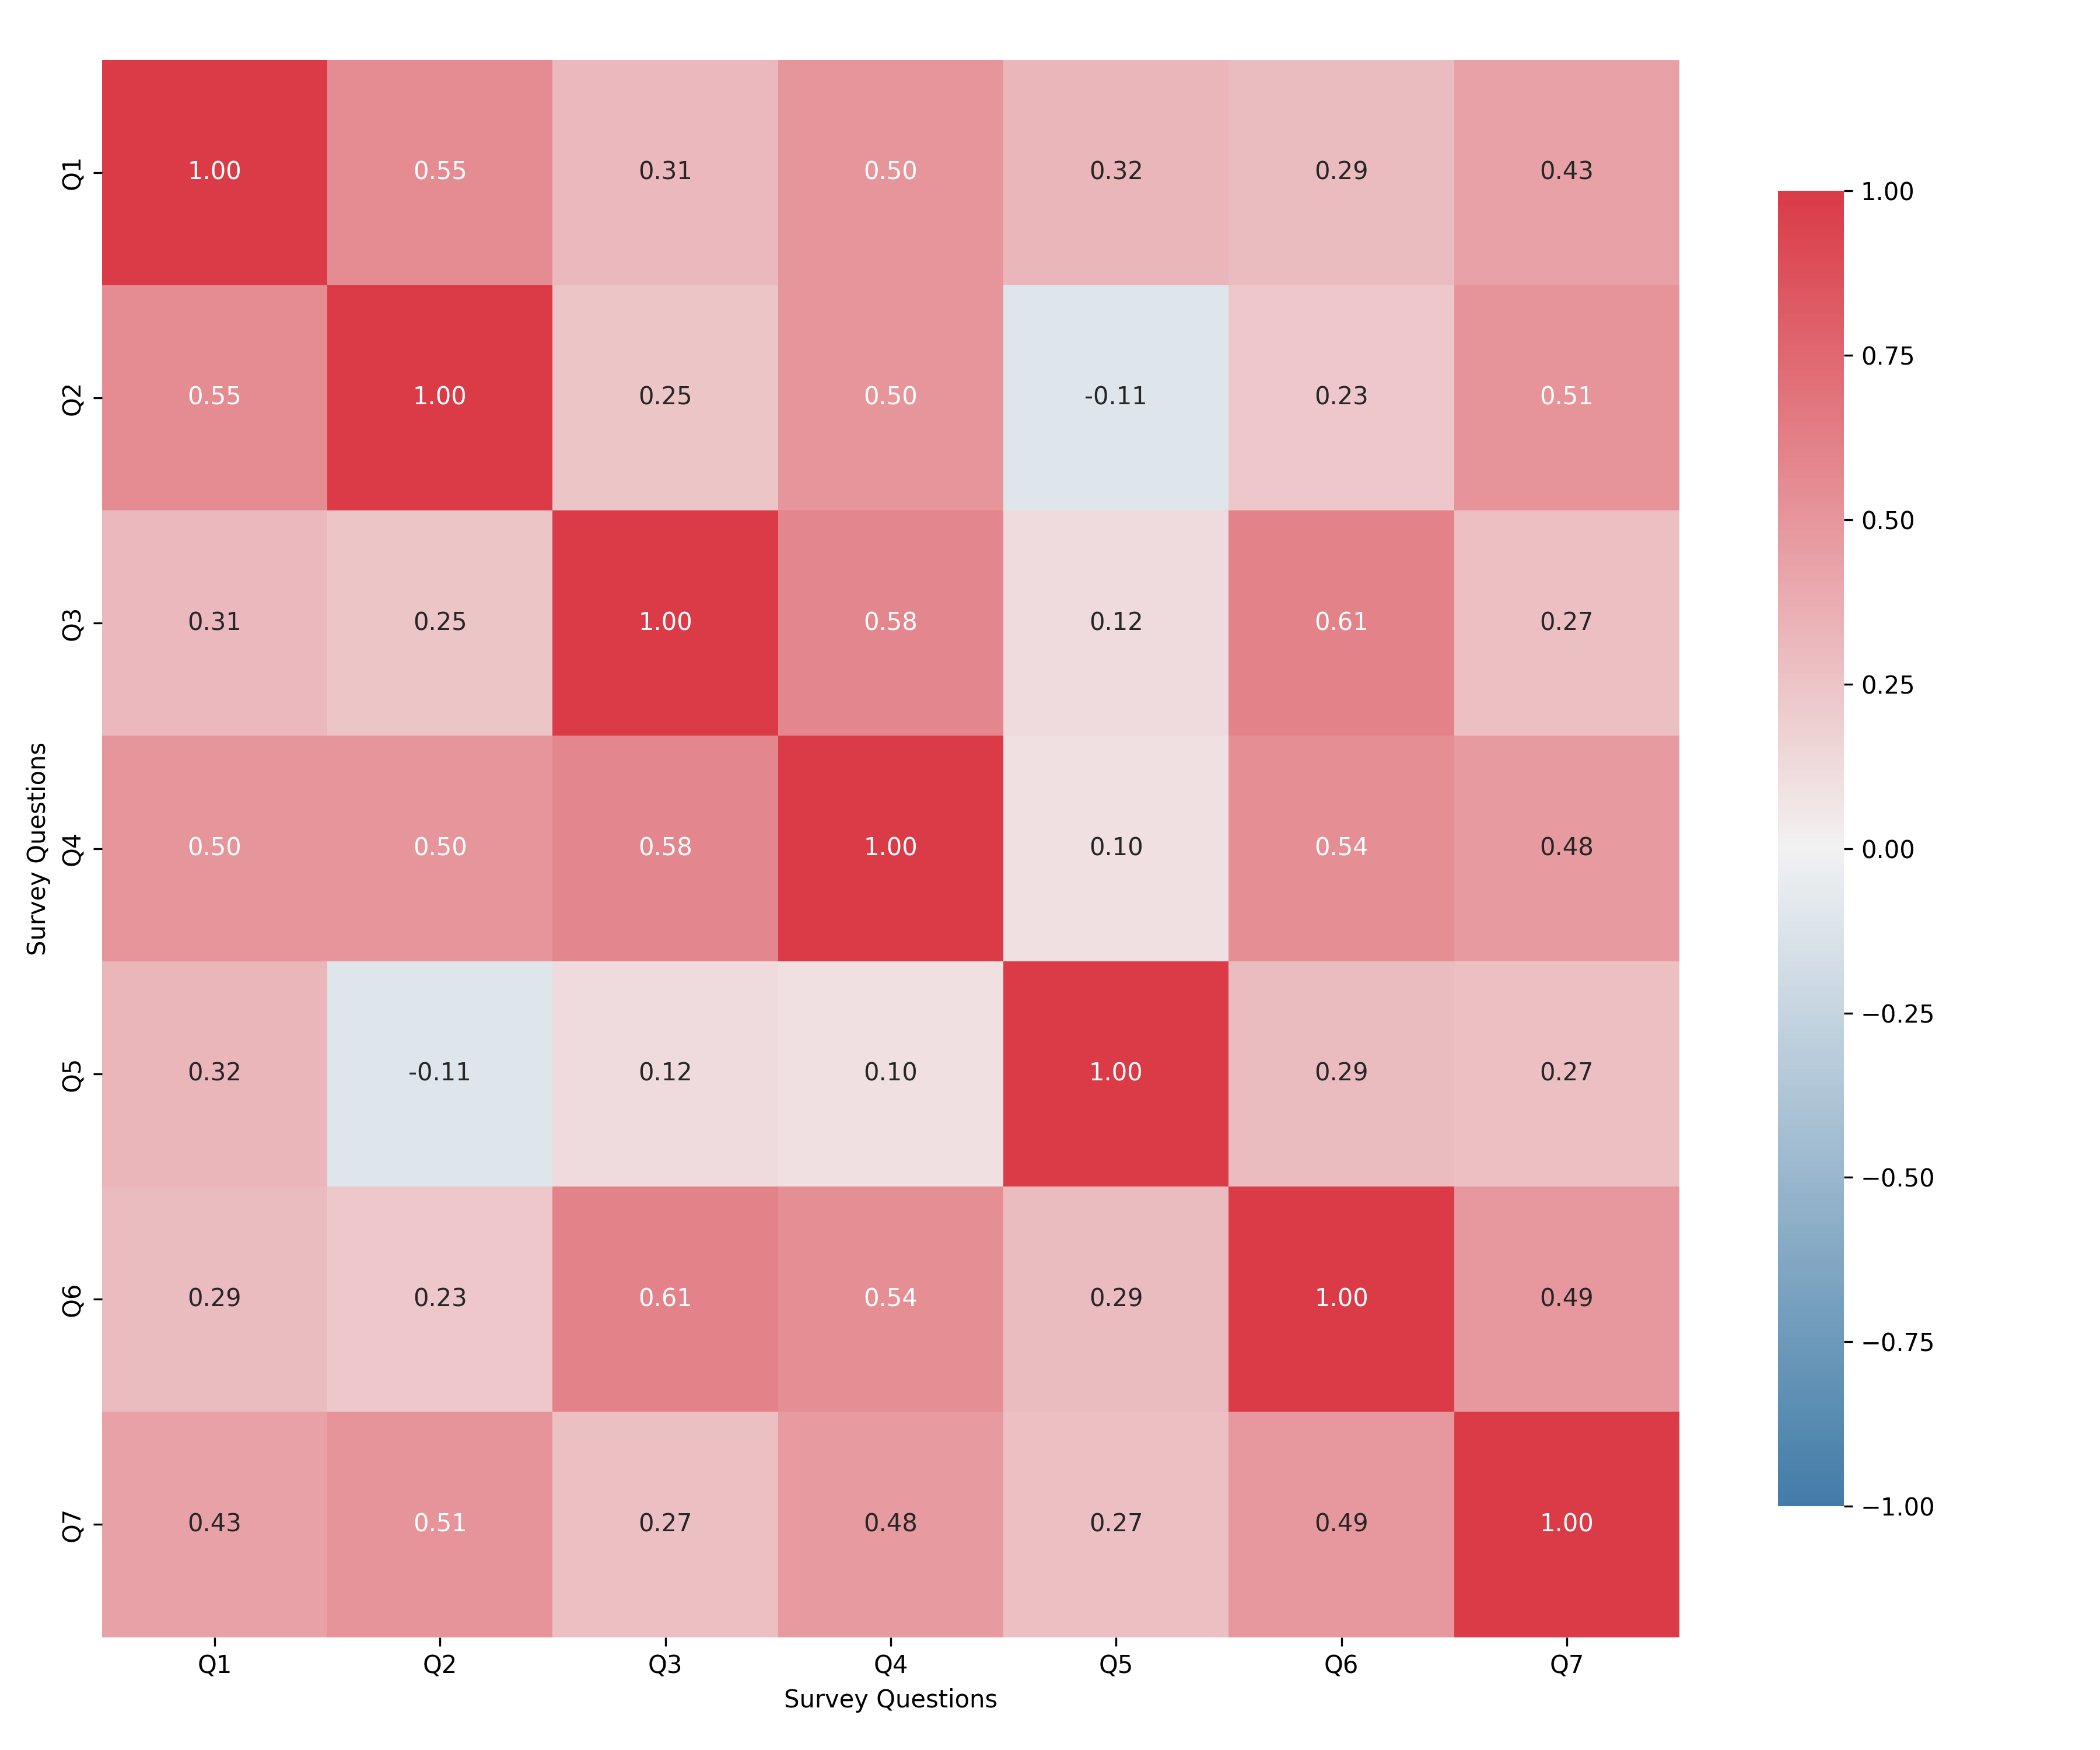 Survey Questions
Q1 1.00 0.55 0.31 0.50 0.32 0.29 0.43
Q2 0.55 1.00 0.25 0.50 -0.11 0.23 0.51
Q3 0.31 0.25 1.00 0.58 0.12 0.61 0.27
Q4 0.50 0.50 0.58 1.00 0.10 0.54 0.48
Q5 0.32 -0.11 0.12 0.10 1.00 0.29 0.27
Q6 0.29 0.23 0.61 0.54 0.29 1.00 0.49
Q7 0.43 0.51 0.27 0.48 0.27 0.49 1.00
Q1 Q2 Q3 Q4 Q5 Q6 Q7
Survey Questions
1.00
0.75
0.50
0.25
0.00
−0.25
−0.50
−0.75
−1.00